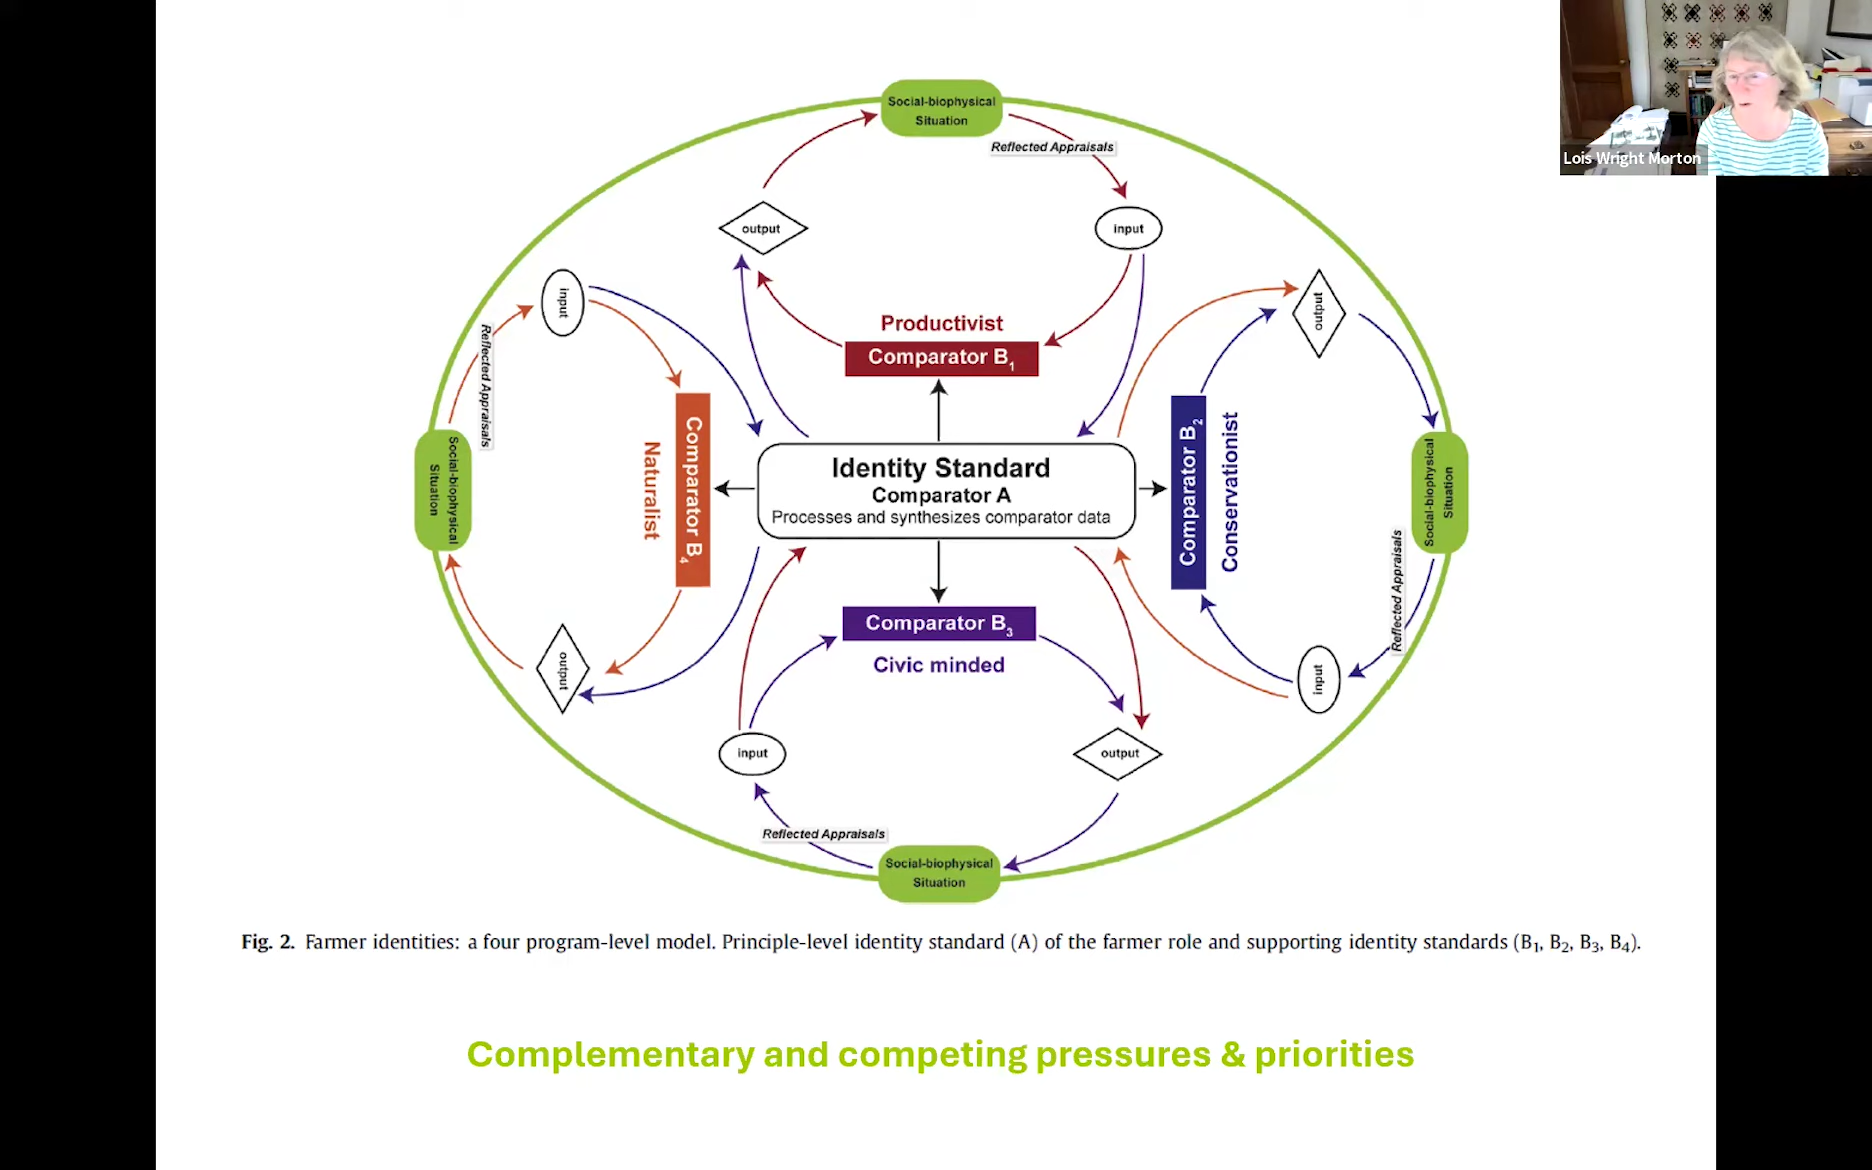 Lois Wright Morton
Social-biophysical
Situation
Reflected Appraisals
output
input
input
output
Reflected Appraisals
Productivist
Comparator B1
Social-biophysical
Situation
Naturalist
Comparator B4
Identity Standard
Comparator A
Processes and synthesizes comparator data
Comparator B2
Conservationist
Social-biophysical
Situation
Reflected Appraisals
Comparator B3
Civic minded
output
input
input
output
Reflected Appraisals
Social-biophysical
Situation
Fig. 2. Farmer identities: a four program-level model. Principle-level identity standard (A) of the farmer role and supporting identity standards (B1, B2, B3, B4).
Complementary and competing pressures & priorities